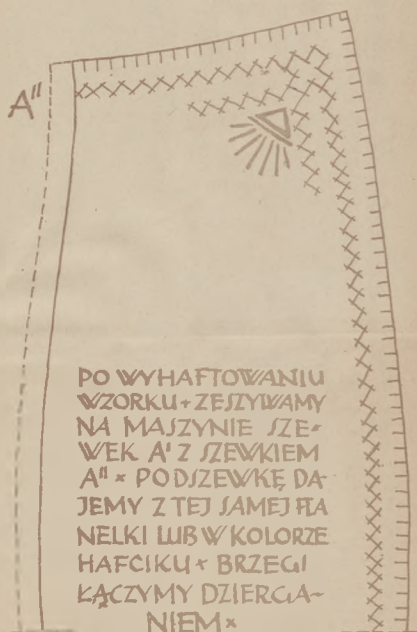 A"
PO WYHAFTOWANIU
WZORKU + ZESZYWAMY
NA MASZYNIE SZE-
WEK A' Z SZEWKIEM
A" × PODSZEWKĘ DA-
JEMY Z TEJ SAMEJ FLA
NELKI LUB W KOLORZE
HAFCIKU + BRZEGI
ŁĄCZYMY DZIERGA-
NIEM ×